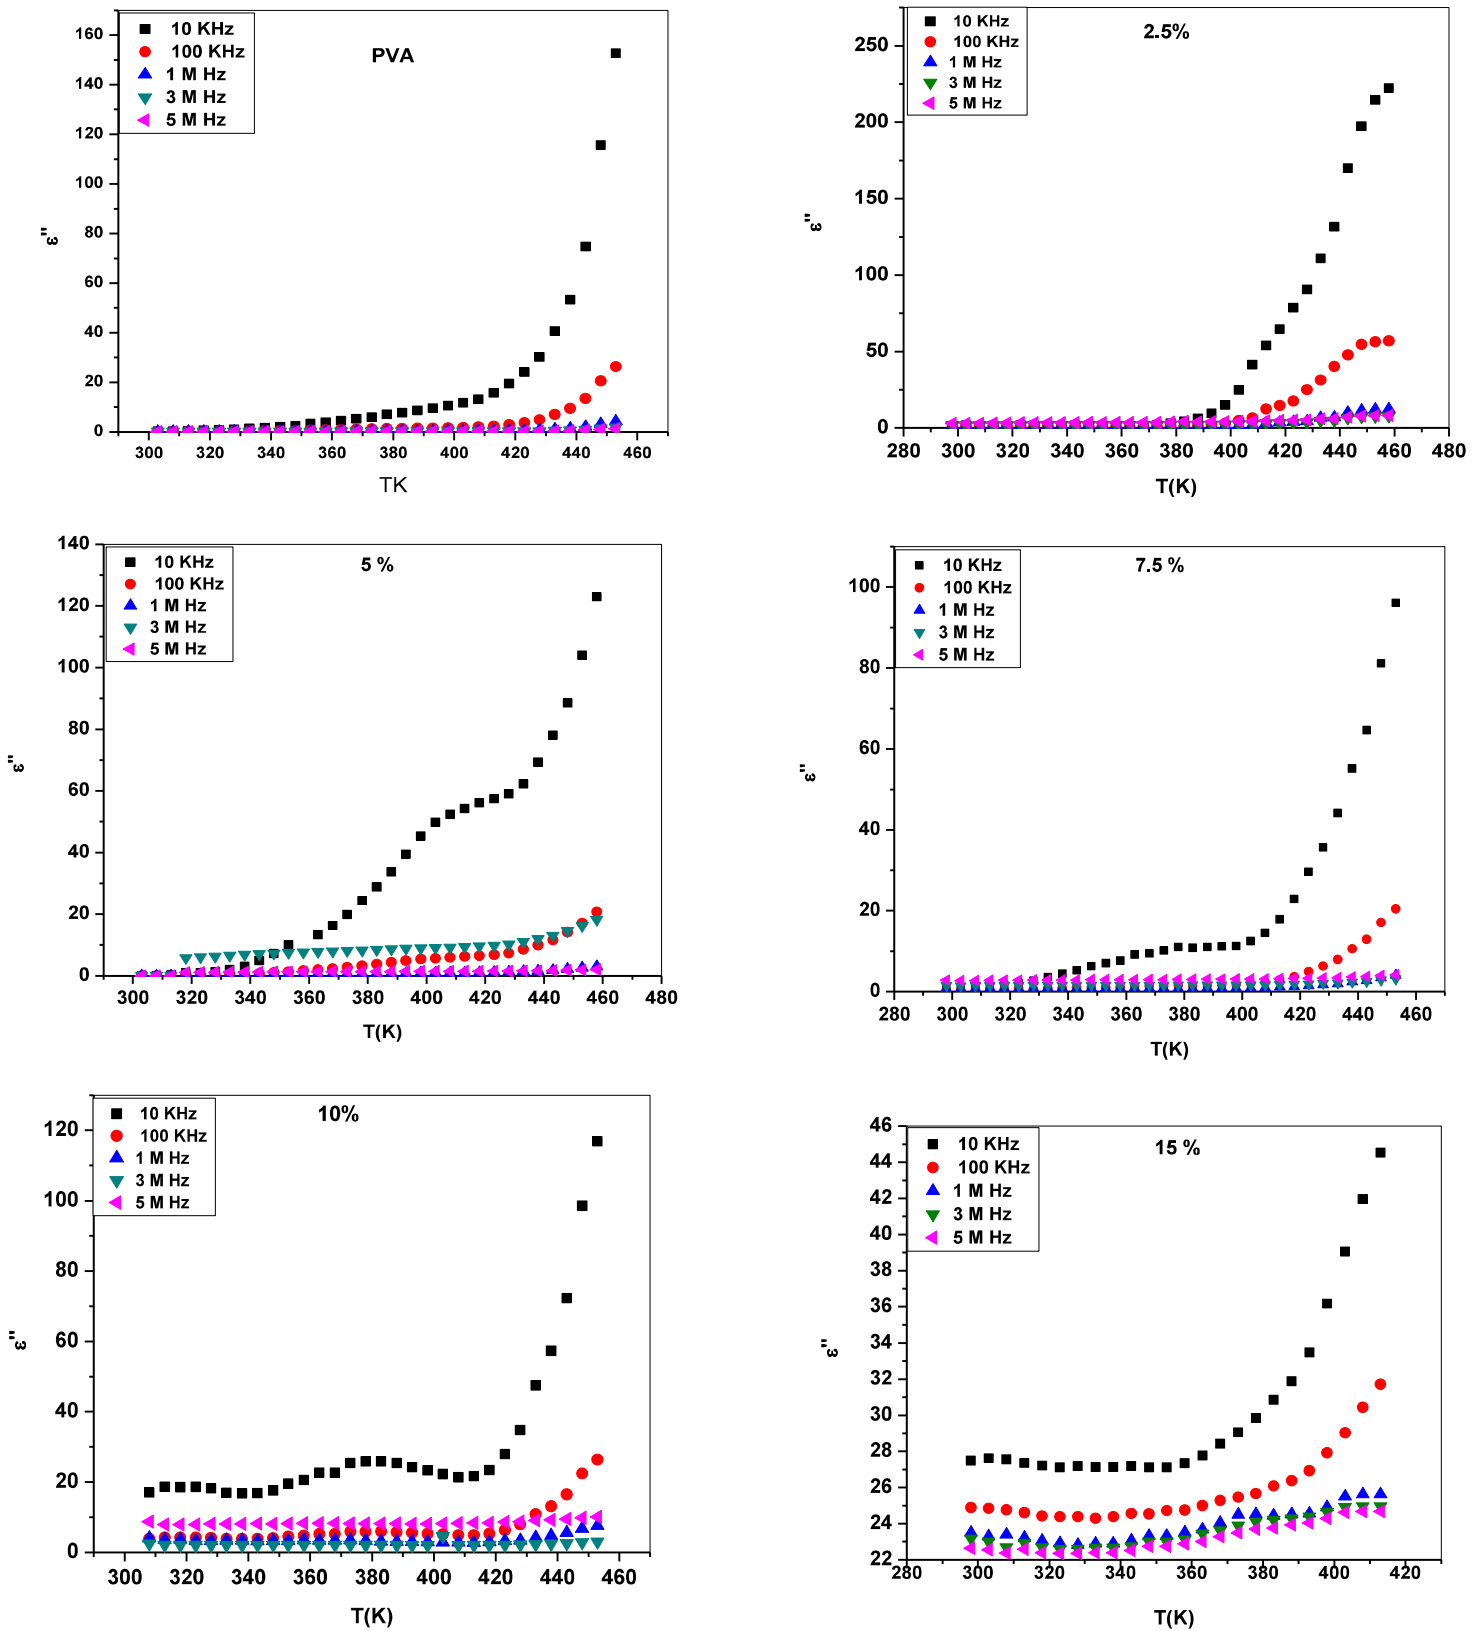 PVA
10 KHz
100 KHz
1 M Hz
3 M Hz
5 M Hz
160
140
120
100
80
60
40
20
0
ε"
300 320 340 360 380 400 420 440 460
TK
2.5%
10 KHz
100 KHz
1 M Hz
3 M Hz
5 M Hz
250
200
150
100
50
0
ε"
280 300 320 340 360 380 400 420 440 460 480
T(K)
5 %
10 KHz
100 KHz
1 M Hz
3 M Hz
5 M Hz
140
120
100
80
60
40
20
0
ε"
300 320 340 360 380 400 420 440 460 480
T(K)
7.5 %
10 KHz
100 KHz
1 M Hz
3 M Hz
5 M Hz
100
80
60
40
20
0
ε"
280 300 320 340 360 380 400 420 440 460
T(K)
10%
10 KHz
100 KHz
1 M Hz
3 M Hz
5 M Hz
120
100
80
60
40
20
0
ε"
300 320 340 360 380 400 420 440 460
T(K)
15 %
10 KHz
100 KHz
1 M Hz
3 M Hz
5 M Hz
46
44
42
40
38
36
34
32
30
28
26
24
22
ε"
280 300 320 340 360 380 400 420
T(K)